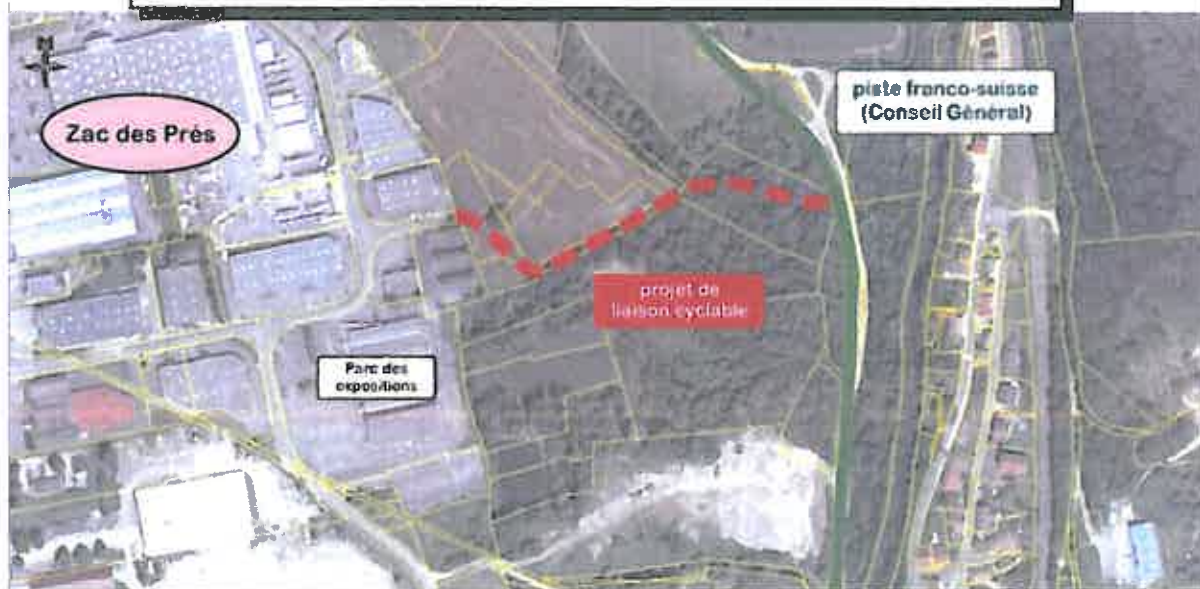 N
Zac des Prés
piste franco-suisse
(Conseil Général)
projet de
liaison cyclable
Parc des
expositions